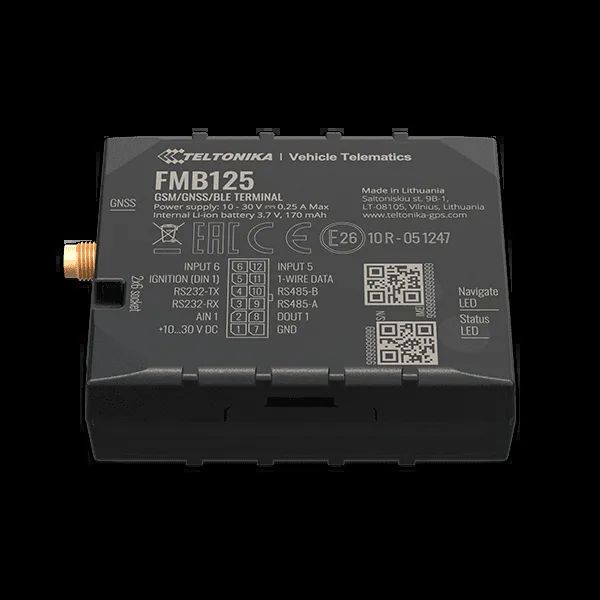 TELTONIKA | Vehicle Telematics
FMB125
GSM/GNSS/BLE TERMINAL
Power supply: 10 - 30 V ⎓ 0.25 A Max
Internal Li-ion battery 3.7 V, 170 mAh
Made in Lithuania
Saltoniskiu st. 9B-1,
LT-08105, Vilnius, Lithuania
www.teltonika-gps.com
GNSS
EAC CE E26 10 R - 051247
2x6 socket
INPUT 6 6 12 INPUT 5
IGNITION (DIN 1) 5 11 1-WIRE DATA
RS232-TX 4 10 RS485-B
RS232-RX 3 9 RS485-A
AIN 1 2 8 DOUT 1
+10...30 V DC 1 7 GND
IMEI
S/N
Navigate
LED
Status
LED